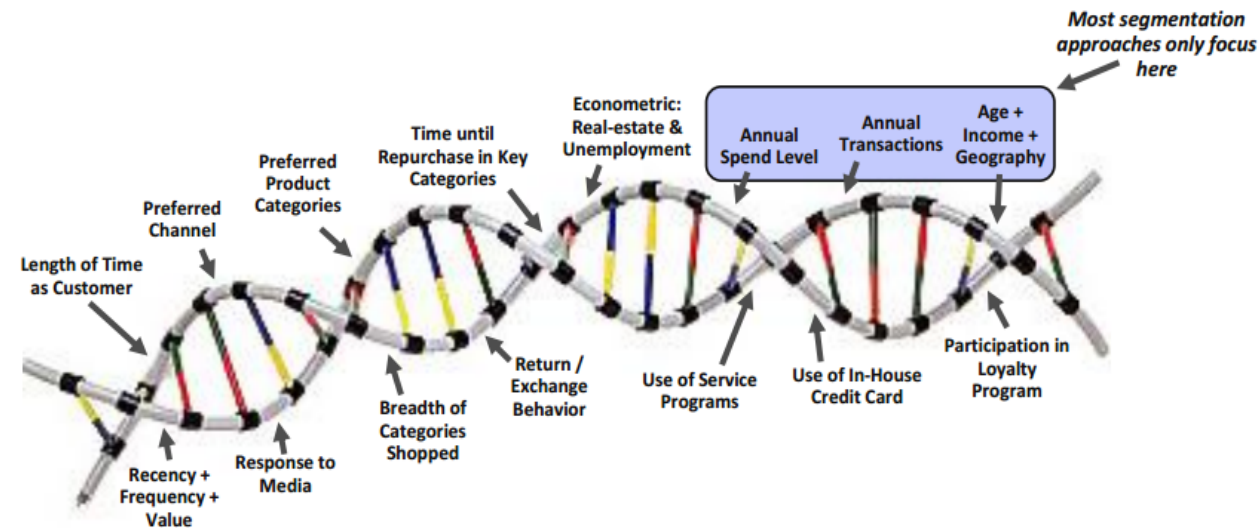 Most segmentation
approaches only focus
here
Econometric:
Real-estate &
Unemployment
Annual
Spend Level
Annual
Transactions
Age +
Income +
Geography
Time until
Repurchase in Key
Categories
Preferred
Product
Categories
Preferred
Channel
Length of Time
as Customer
Recency +
Frequency +
Value
Response to
Media
Breadth of
Categories
Shopped
Return /
Exchange
Behavior
Use of Service
Programs
Use of In-House
Credit Card
Participation in
Loyalty
Program